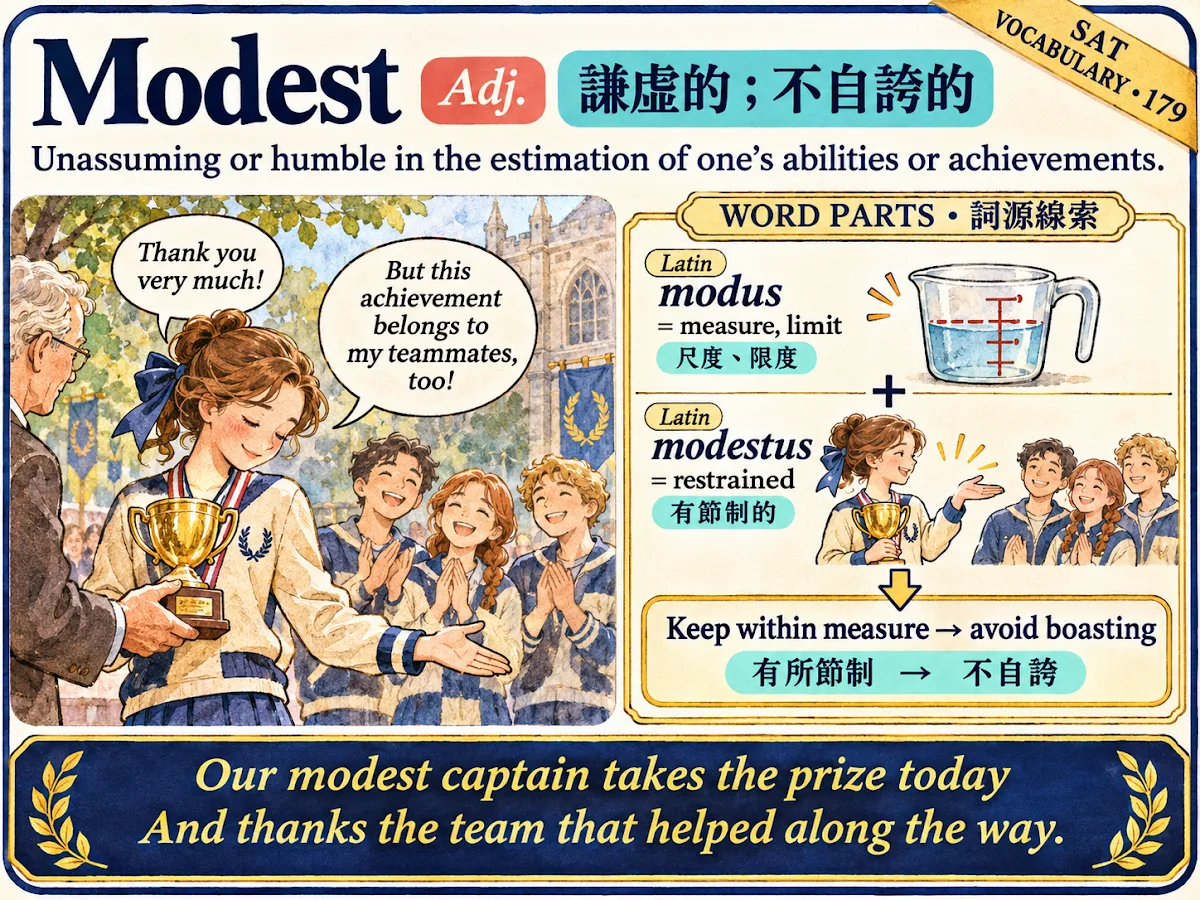 Modest
Adj.
謙虛的；不自誇的
SAT
VOCABULARY • 179
Unassuming or humble in the estimation of one's abilities or achievements.
Thank you
very much!
But this
achievement
belongs to
my teammates,
too!
WORD PARTS • 詞源線索
Latin
modus
= measure, limit
尺度、限度
+
Latin
modestus
= restrained
有節制的
Keep within measure → avoid boasting
有所節制 → 不自誇
Our modest captain takes the prize today
And thanks the team that helped along the way.